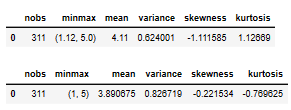 nobs minmax mean variance skewness kurtosis
0 311 (1.12, 5.0) 4.11 0.624001 -1.111585 1.12669
nobs minmax mean variance skewness kurtosis
0 311 (1, 5) 3.890675 0.826719 -0.221534 -0.769625